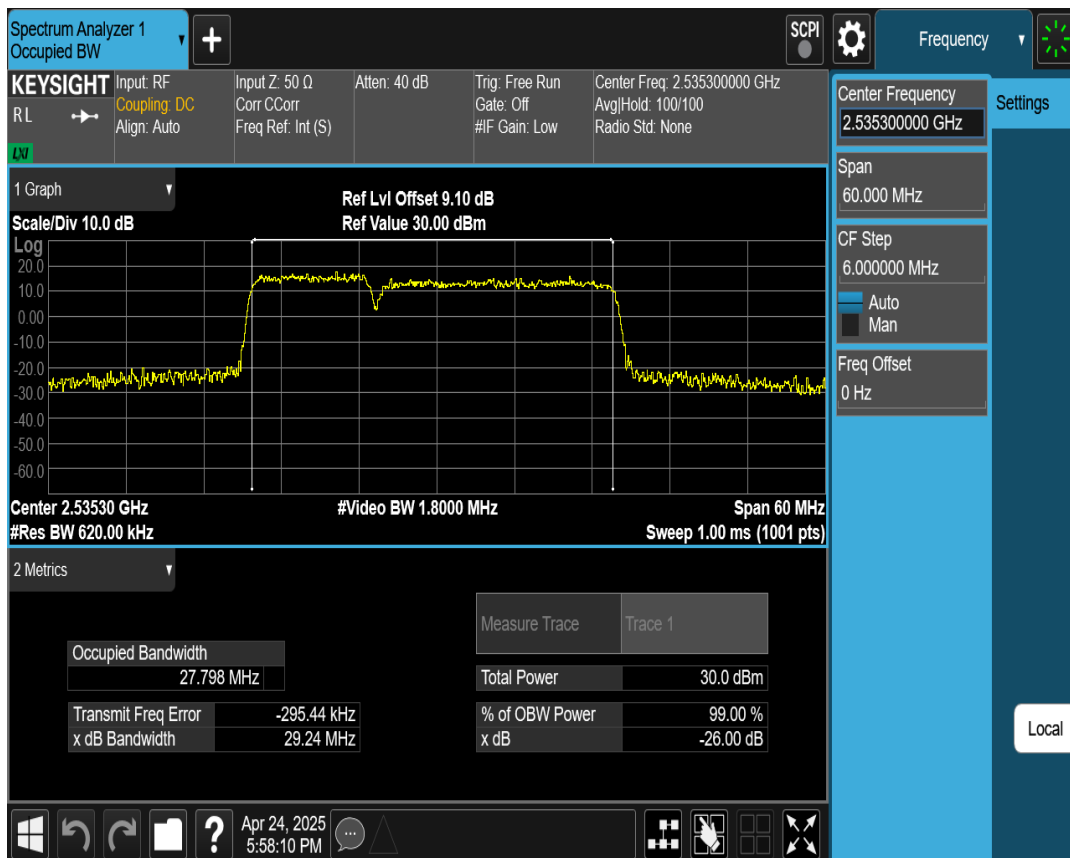 Spectrum Analyzer 1
Occupied BW
+
SCPI
Frequency
KEYSIGHT
RL
LXI
Input: RF
Coupling: DC
Align: Auto
Input Z: 50 Ω
Corr CCorr
Freq Ref: Int (S)
Atten: 40 dB
Trig: Free Run
Gate: Off
#IF Gain: Low
Center Freq: 2.535300000 GHz
Avg|Hold: 100/100
Radio Std: None
Center Frequency
2.535300000 GHz
Settings
Span
60.000 MHz
CF Step
6.000000 MHz
Auto
Man
Freq Offset
0 Hz
Local
1 Graph
Scale/Div 10.0 dB
Ref Lvl Offset 9.10 dB
Ref Value 30.00 dBm
Log
20.0
10.0
0.00
-10.0
-20.0
-30.0
-40.0
-50.0
-60.0
Center 2.53530 GHz
#Video BW 1.8000 MHz
Span 60 MHz
#Res BW 620.00 kHz
Sweep 1.00 ms (1001 pts)
2 Metrics
Measure Trace
Trace 1
Occupied Bandwidth
27.798 MHz
Total Power
30.0 dBm
Transmit Freq Error
-295.44 kHz
% of OBW Power
99.00 %
x dB Bandwidth
29.24 MHz
x dB
-26.00 dB
?
Apr 24, 2025
5:58:10 PM